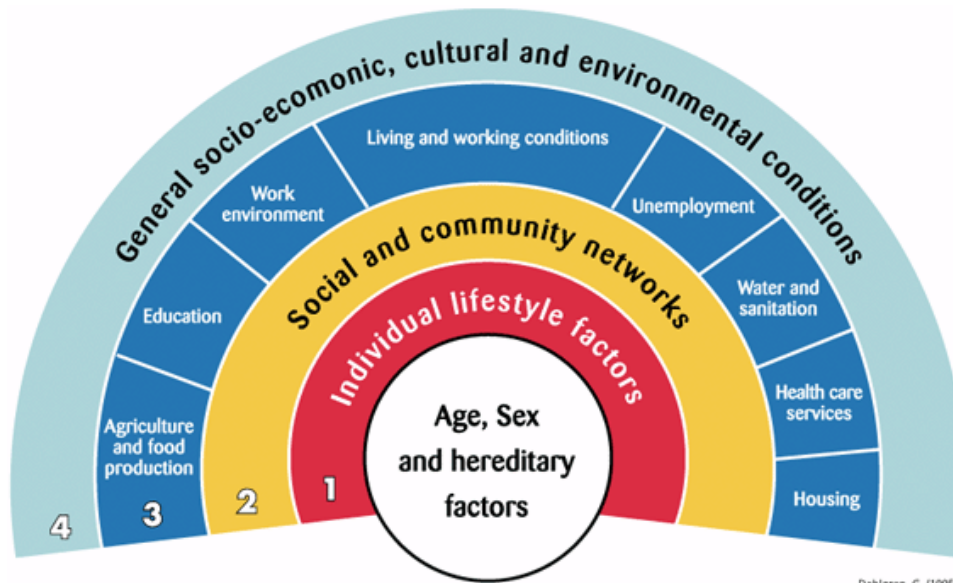 General socio-ecomonic, cultural and environmental conditions
Living and working conditions
Work
environment
Unemployment
Education
Water and
sanitation
Agriculture
and food
production
Health care
services
Housing
Social and community networks
Individual lifestyle factors
Age, Sex
and hereditary
factors
1
2
3
4